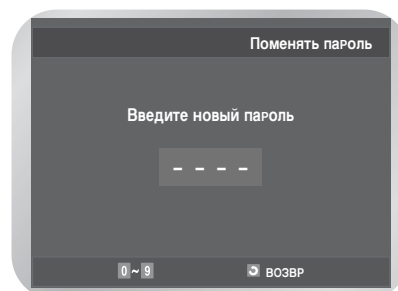 Поменять пароль
Введите новый пароль
– – – –
0 ~ 9 ВОЗВР